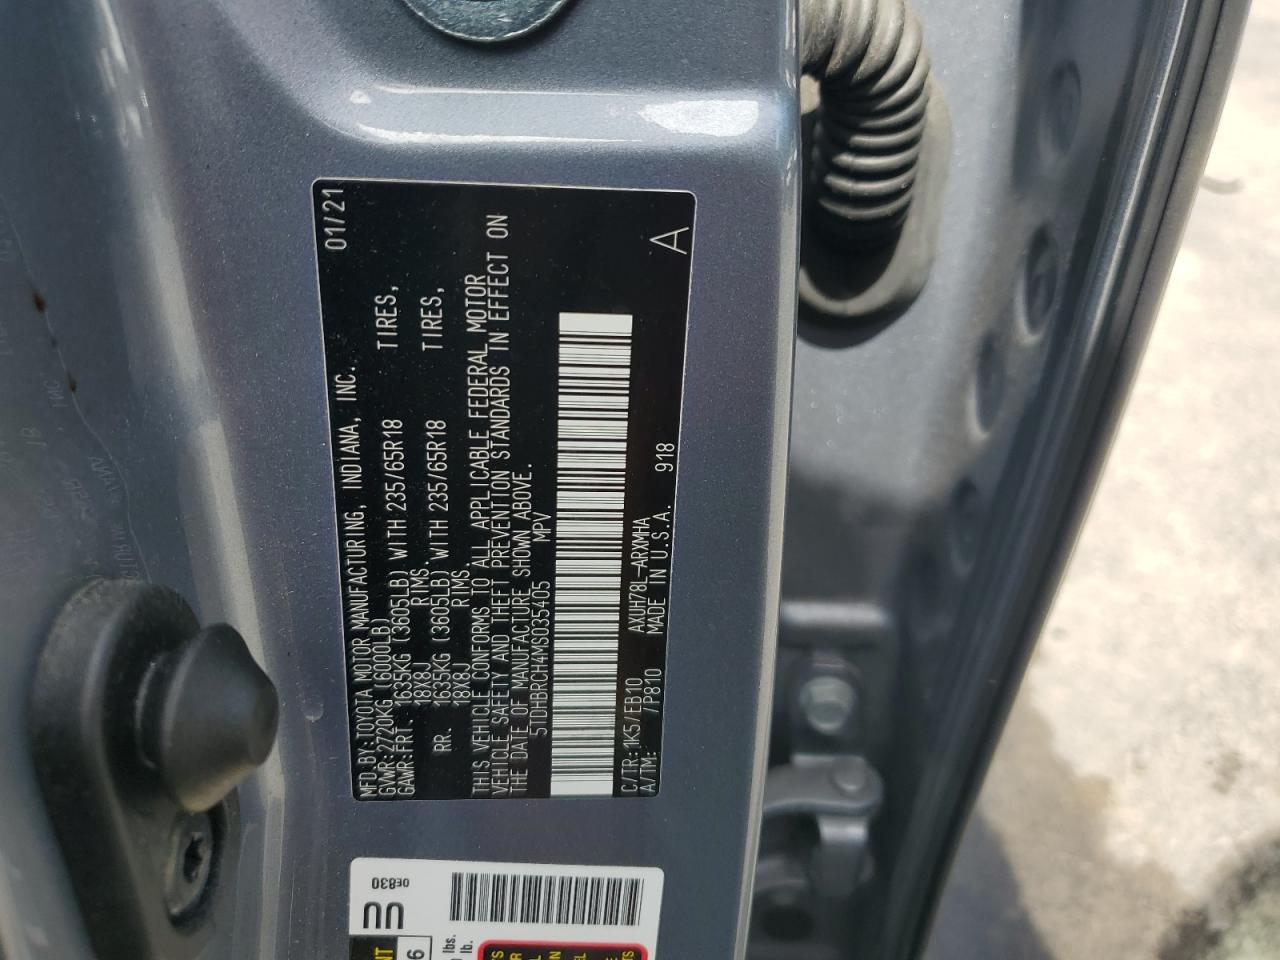 MFD.BY:TOYOTA MOTOR MANUFACTURING, INDIANA, INC. 01/21
GVWR:2720KG (6000LB)
GAWR:FRT. 1635KG (3605LB) WITH 235/65R18 TIRES,
18X8J RIMS.
RR. 1635KG (3605LB) WITH 235/65R18 TIRES,
18X8J RIMS.
THIS VEHICLE CONFORMS TO ALL APPLICABLE FEDERAL MOTOR
VEHICLE SAFETY AND THEFT PREVENTION STANDARDS IN EFFECT ON
THE DATE OF MANUFACTURE SHOWN ABOVE.
5TDHBRCH4MS035405 MPV
C/TR:1K5/EB10 AXUH78L-ARXMHA 918 A
A/TM: /P810 MADE IN U.S.A.
0E830